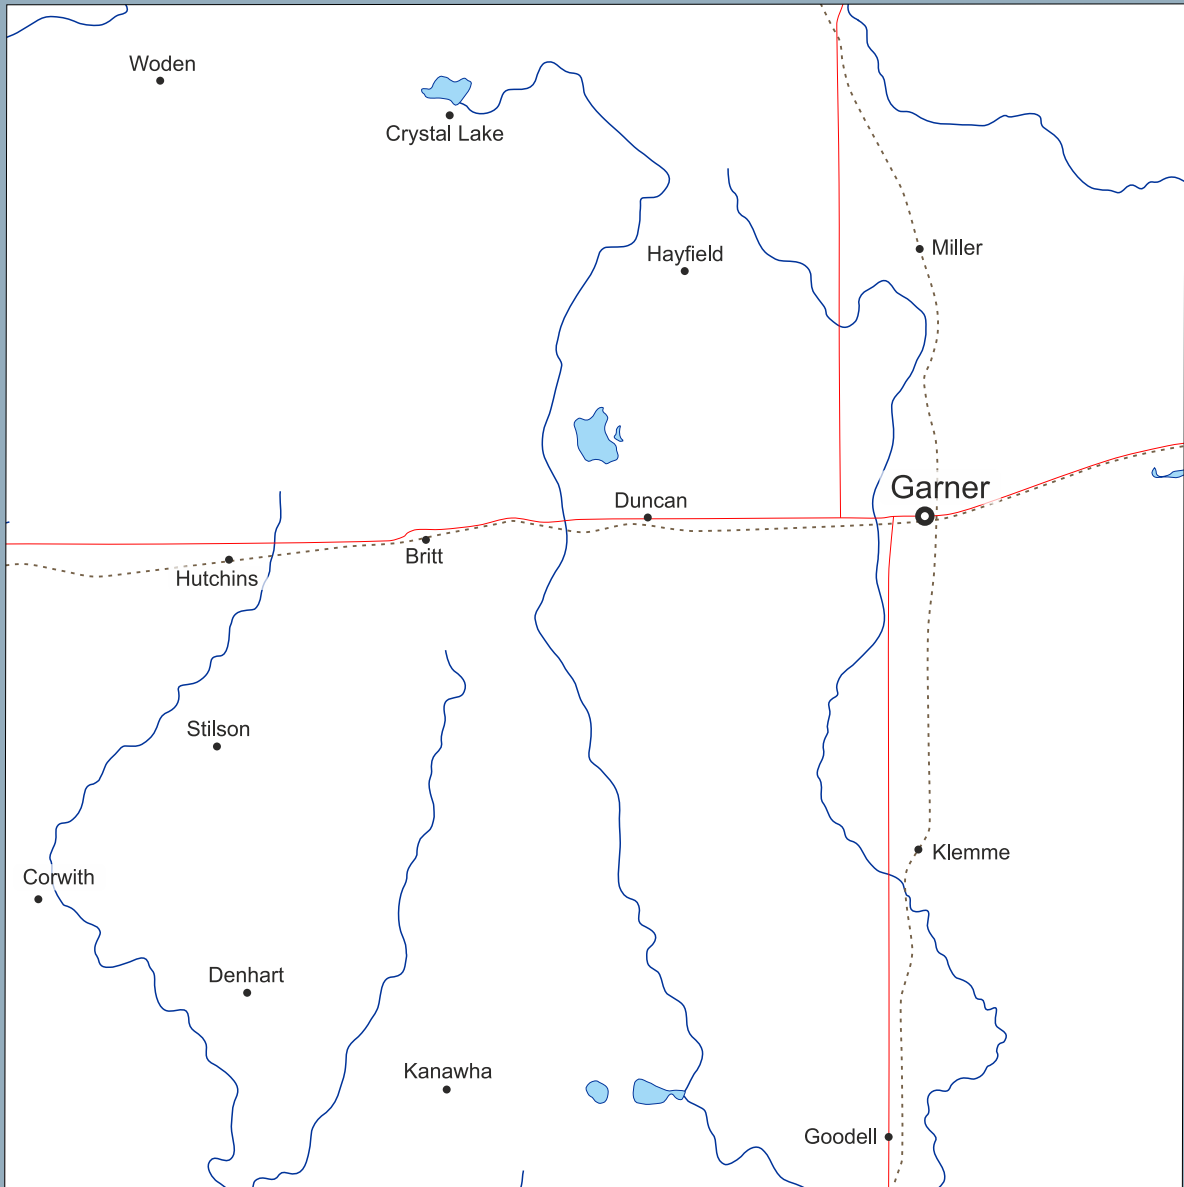 Woden
Crystal Lake
Hayfield
Miller
Garner
Duncan
Britt
Hutchins
Stilson
Klemme
Corwith
Denhart
Kanawha
Goodell